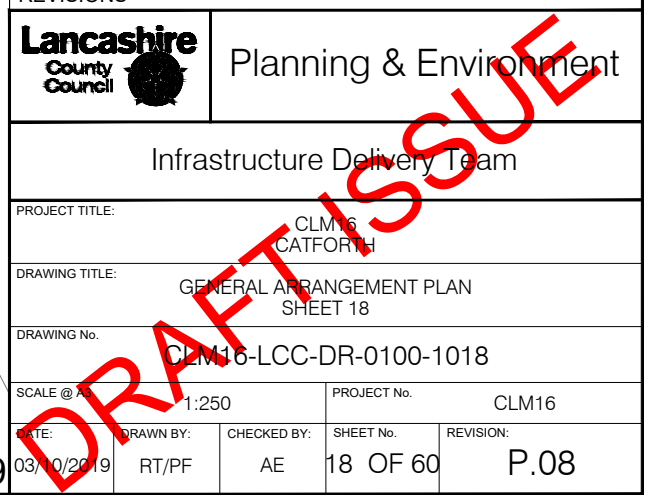 REVISIONS
Lancashire
County
Council
Planning & Environment
Infrastructure Delivery Team
PROJECT TITLE:
CLM16
CATFORTH
DRAWING TITLE:
GENERAL ARRANGEMENT PLAN
SHEET 18
DRAWING No.
CLM16-LCC-DR-0100-1018
SCALE @ A3
1:250
PROJECT No.
CLM16
DATE:
DRAWN BY:
CHECKED BY:
SHEET No.
REVISION:
9
03/10/2019
RT/PF
AE
18 OF 60
P.08
DRAFT ISSUE